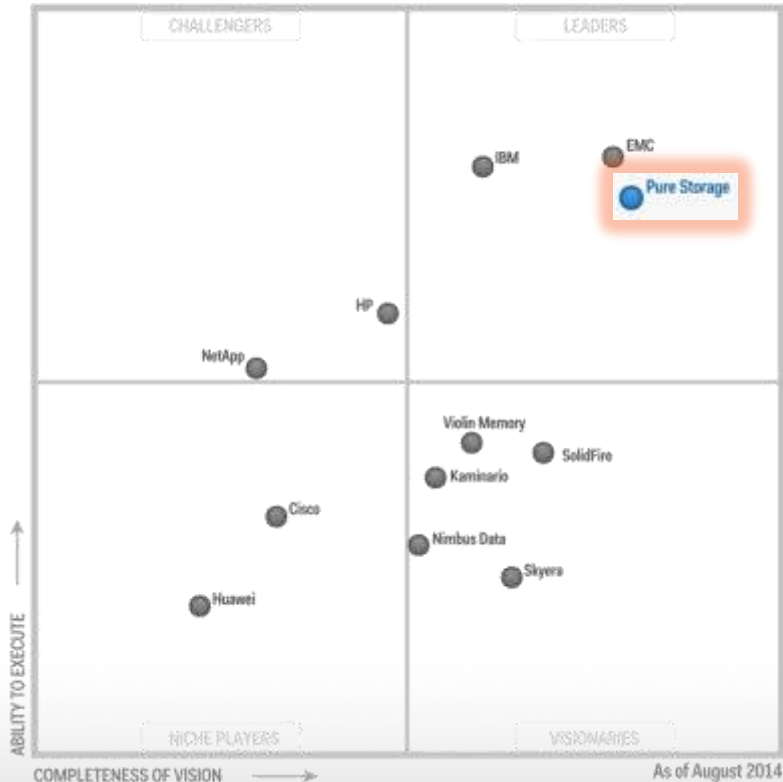 CHALLENGERS
LEADERS
IBM
EMC
Pure Storage
HP
NetApp
Violin Memory
SolidFire
Kaminario
Cisco
Nimbus Data
Skyera
Huawei
ABILITY TO EXECUTE
NICHE PLAYERS
VISIONARIES
COMPLETENESS OF VISION
As of August 2014